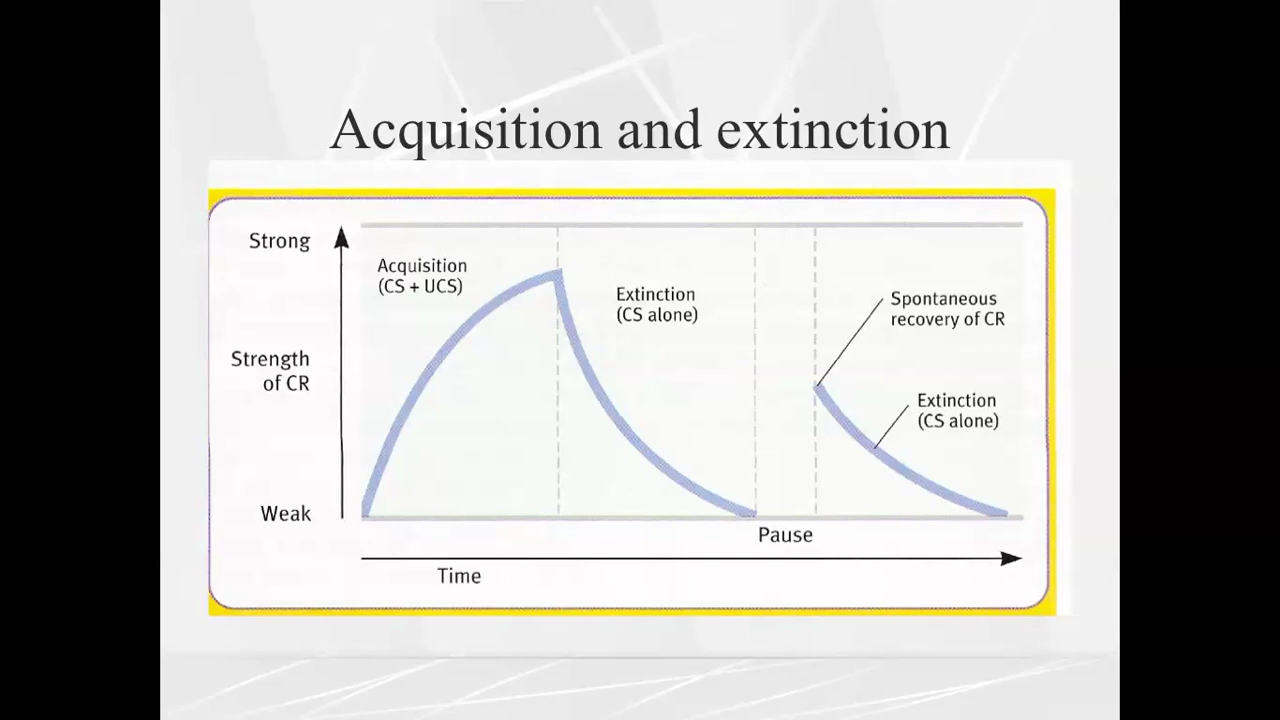 Acquisition and extinction
Strong
Acquisition
(CS + UCS)
Extinction
(CS alone)
Spontaneous
recovery of CR
Strength
of CR
Extinction
(CS alone)
Weak
Pause
Time